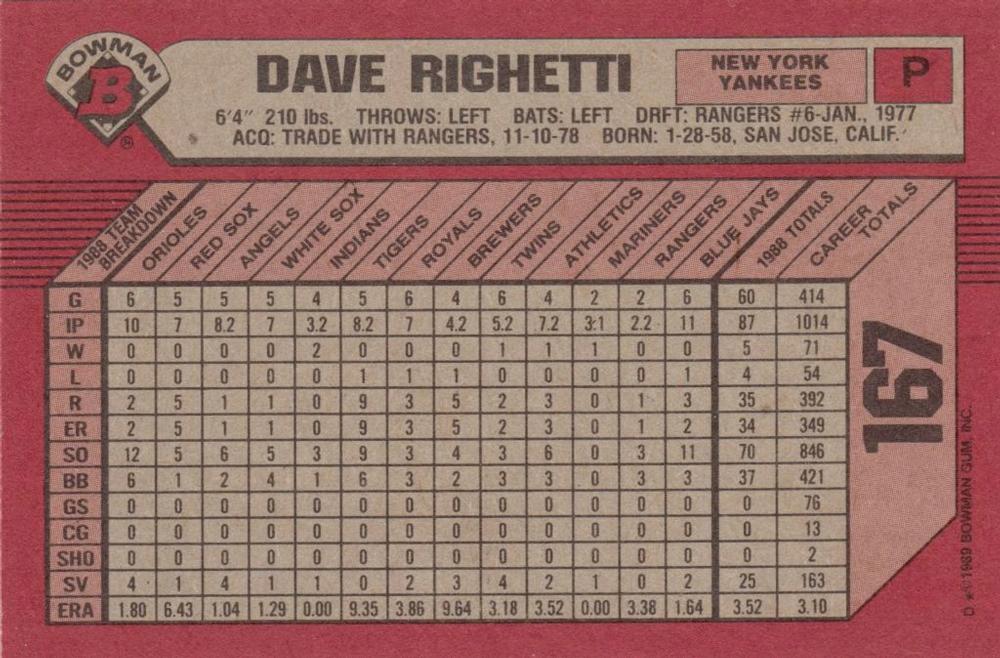 BOWMAN
B
®
DAVE RIGHETTI
NEW YORK
YANKEES
P
6'4" 210 lbs. THROWS: LEFT BATS: LEFT DRFT: RANGERS #6-JAN., 1977
ACQ: TRADE WITH RANGERS, 11-10-78 BORN: 1-28-58, SAN JOSE, CALIF.
1988 TEAM BREAKDOWN ORIOLES RED SOX ANGELS WHITE SOX INDIANS TIGERS ROYALS BREWERS TWINS ATHLETICS MARINERS RANGERS BLUE JAYS 1988 TOTALS CAREER TOTALS
G 6 5 5 5 4 5 6 4 6 4 2 2 6 60 414
IP 10 7 8.2 7 3.2 8.2 7 4.2 5.2 7.2 3.1 2.2 11 87 1014
W 0 0 0 0 2 0 0 0 1 1 1 0 0 5 71
L 0 0 0 0 0 1 1 1 0 0 0 0 1 4 54
R 2 5 1 1 0 9 3 5 2 3 0 1 3 35 392
ER 2 5 1 1 0 9 3 5 2 3 0 1 2 34 349
SO 12 5 6 5 3 9 3 4 3 6 0 3 11 70 846
BB 6 1 2 4 1 6 3 2 3 3 0 3 3 37 421
GS 0 0 0 0 0 0 0 0 0 0 0 0 0 0 76
CG 0 0 0 0 0 0 0 0 0 0 0 0 0 0 13
SHO 0 0 0 0 0 0 0 0 0 0 0 0 0 0 2
SV 4 1 4 1 1 0 2 3 4 2 1 0 2 25 163
ERA 1.80 6.43 1.04 1.29 0.00 9.35 3.86 9.64 3.18 3.52 0.00 3.38 1.64 3.52 3.10
167
D *© 1989 BOWMAN GUM, INC.